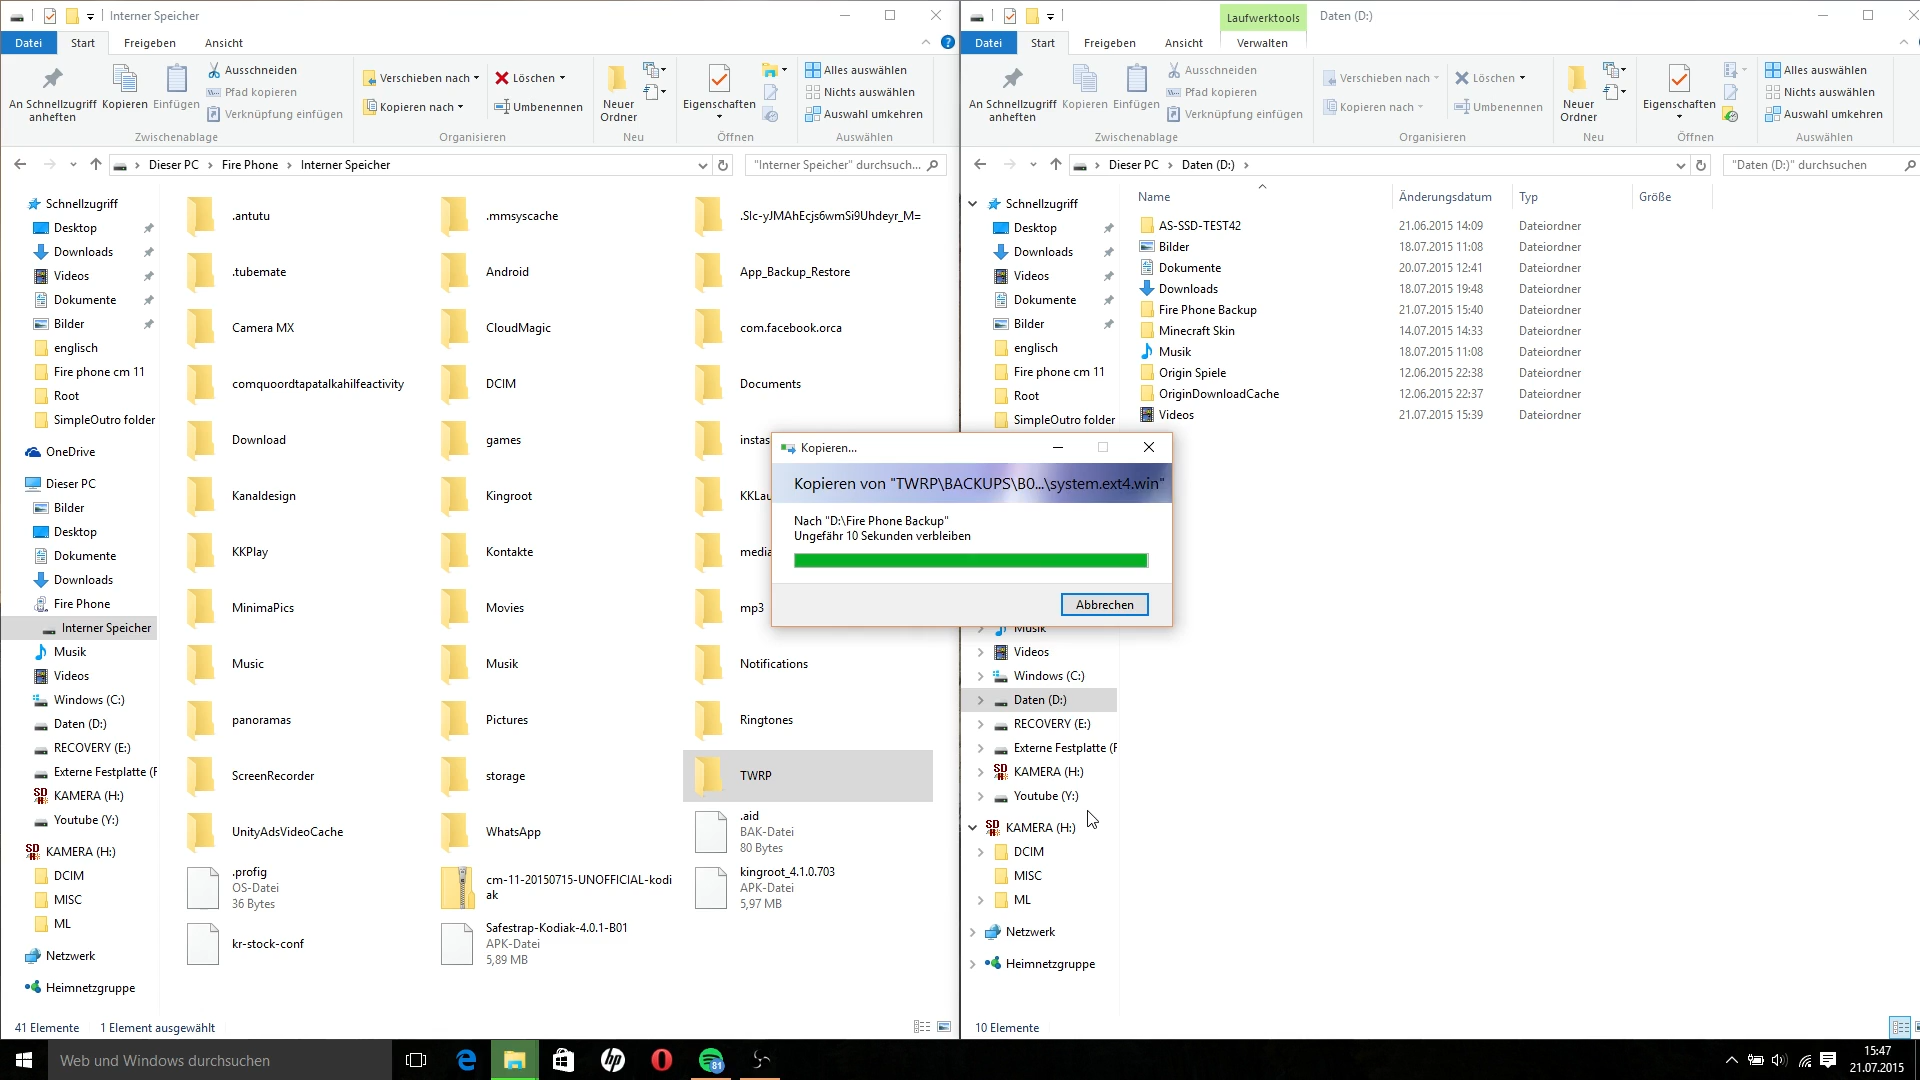 Interner Speicher
Datei
Start
Freigeben
Ansicht
An Schnellzugriff
anheften
Kopieren
Einfügen
Ausschneiden
Pfad kopieren
Verknüpfung einfügen
Zwischenablage
Verschieben nach
Kopieren nach
Löschen
Umbenennen
Organisieren
Neuer
Ordner
Neu
Eigenschaften
Öffnen
Alles auswählen
Nichts auswählen
Auswahl umkehren
Auswählen
Dieser PC > Fire Phone > Interner Speicher
"Interner Speicher" durchsuch...
Schnellzugriff
Desktop
Downloads
Videos
Dokumente
Bilder
englisch
Fire phone cm 11
Root
SimpleOutro folder
OneDrive
Dieser PC
Bilder
Desktop
Dokumente
Downloads
Fire Phone
Interner Speicher
Musik
Videos
Windows (C:)
Daten (D:)
RECOVERY (E:)
Externe Festplatte (F
KAMERA (H:)
Youtube (Y:)
KAMERA (H:)
DCIM
MISC
ML
Netzwerk
Heimnetzgruppe
.antutu
.mmsyscache
.Slc-yJMAhEcjs6wmSi9Uhdeyr_M=
.tubemate
Android
App_Backup_Restore
Camera MX
CloudMagic
com.facebook.orca
comquoordtapatalkahilfeactivity
DCIM
Documents
Download
games
instas
Kanaldesign
Kingroot
KKLau
KKPlay
Kontakte
media
MinimaPics
Movies
mp3
Music
Musik
Notifications
panoramas
Pictures
Ringtones
ScreenRecorder
storage
TWRP
UnityAdsVideoCache
WhatsApp
.aid
BAK-Datei
80 Bytes
.profig
OS-Datei
36 Bytes
cm-11-20150715-UNOFFICIAL-kodi
ak
kingroot_4.1.0.703
APK-Datei
5,97 MB
kr-stock-conf
Safestrap-Kodiak-4.0.1-B01
APK-Datei
5,89 MB
41 Elemente
1 Element ausgewählt
Laufwerktools
Daten (D:)
Datei
Start
Freigeben
Ansicht
Verwalten
An Schnellzugriff
anheften
Kopieren
Einfügen
Ausschneiden
Pfad kopieren
Verknüpfung einfügen
Zwischenablage
Verschieben nach
Kopieren nach
Löschen
Umbenennen
Organisieren
Neuer
Ordner
Neu
Eigenschaften
Öffnen
Alles auswählen
Nichts auswählen
Auswahl umkehren
Auswählen
Dieser PC > Daten (D:) >
"Daten (D:)" durchsuchen
Schnellzugriff
Desktop
Downloads
Videos
Dokumente
Bilder
englisch
Fire phone cm 11
Root
SimpleOutro folder
Musik
Videos
Windows (C:)
Daten (D:)
RECOVERY (E:)
Externe Festplatte (F
KAMERA (H:)
Youtube (Y:)
KAMERA (H:)
DCIM
MISC
ML
Netzwerk
Heimnetzgruppe
Name Änderungsdatum Typ Größe
AS-SSD-TEST42 21.06.2015 14:09 Dateiordner
Bilder 18.07.2015 11:08 Dateiordner
Dokumente 20.07.2015 12:41 Dateiordner
Downloads 18.07.2015 19:48 Dateiordner
Fire Phone Backup 21.07.2015 15:40 Dateiordner
Minecraft Skin 14.07.2015 14:33 Dateiordner
Musik 18.07.2015 11:08 Dateiordner
Origin Spiele 12.06.2015 22:38 Dateiordner
OriginDownloadCache 12.06.2015 22:37 Dateiordner
Videos 21.07.2015 15:39 Dateiordner
10 Elemente
Kopieren...
Kopieren von "TWRP\BACKUPS\B0...\system.ext4.win"
Nach "D:\Fire Phone Backup"
Ungefähr 10 Sekunden verbleiben
Abbrechen
Web und Windows durchsuchen
hp
81
15:47
21.07.2015